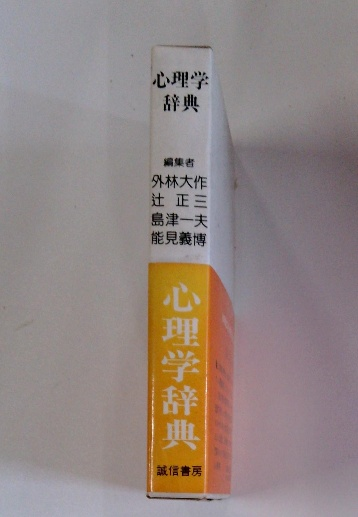 心理学
辞典
編集者
外林大作
辻正三
島津一夫
能見義博
心理学辞典
誠信書房